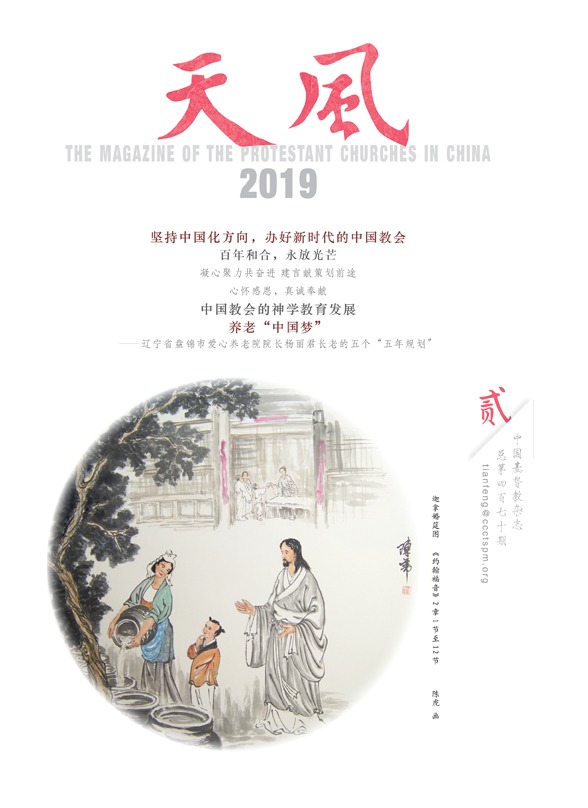 天風
THE MAGAZINE OF THE PROTESTANT CHURCHES IN CHINA
2019
坚持中国化方向，办好新时代的中国教会
百年和合，永放光芒
凝心聚力共奋进 建言献策划前途
心怀感恩，真诚奉献
中国教会的神学教育发展
养老“中国梦”
——辽宁省盘锦市爱心养老院院长杨丽君长老的五个“五年规划”
贰
中国基督教杂志
总第四百七十期
tianfeng@ccctspm.org
迦拿婚筵图 《约翰福音》2章1节至12节 陈虎 画